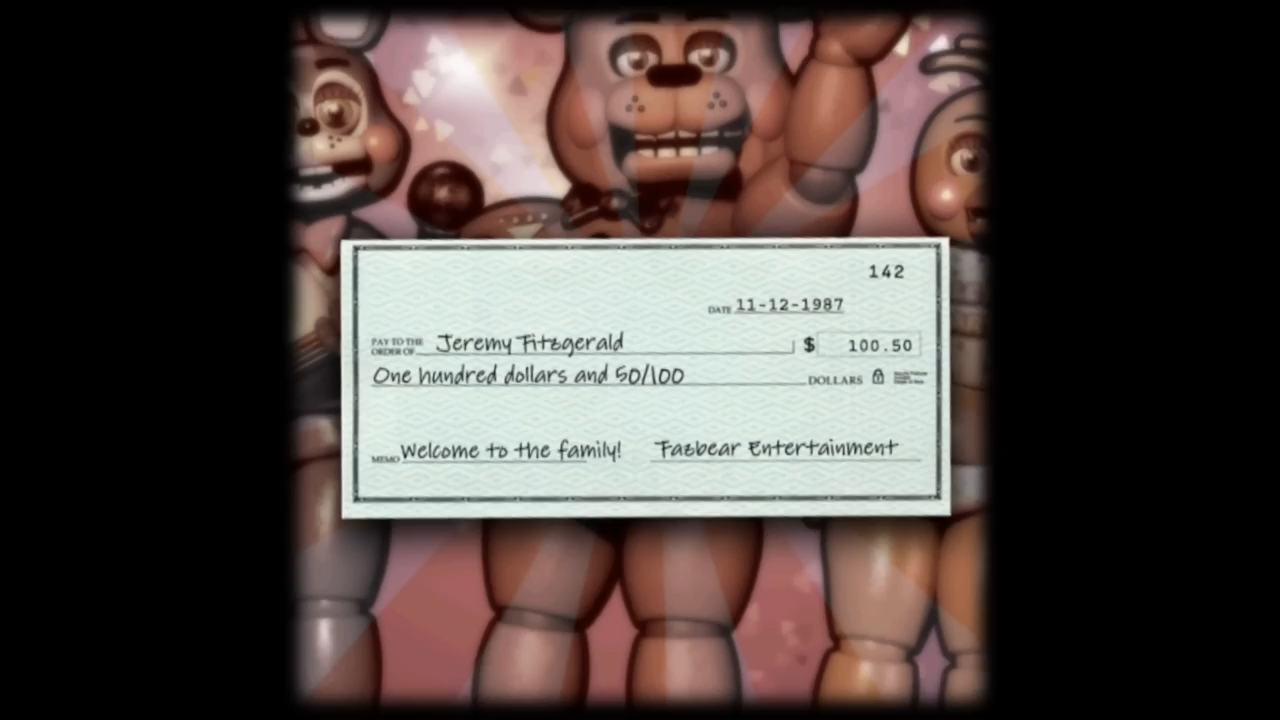 142
DATE 11-12-1987
PAY TO THE ORDER OF Jeremy Fitzgerald $ 100.50
One hundred dollars and 50/100 DOLLARS
MEMO Welcome to the family! Fazbear Entertainment